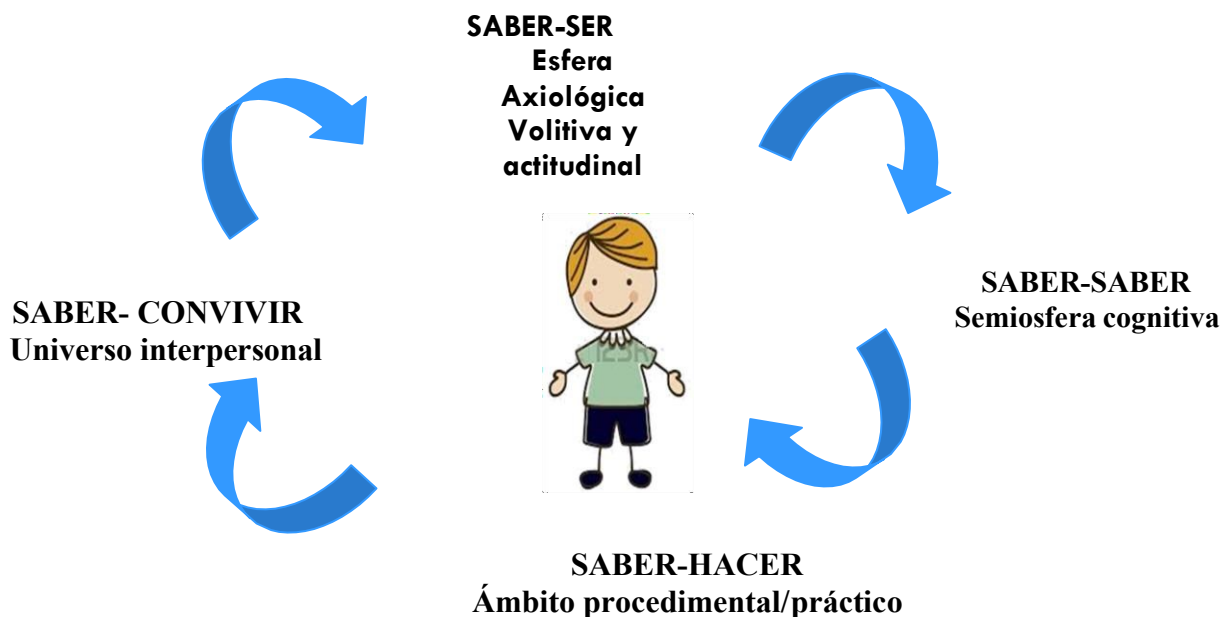 SABER-SER
Esfera
Axiológica
Volitiva y
actitudinal
SABER-SABER
Semiosfera cognitiva
SABER- CONVIVIR
Universo interpersonal
SABER-HACER
Ámbito procedimental/práctico